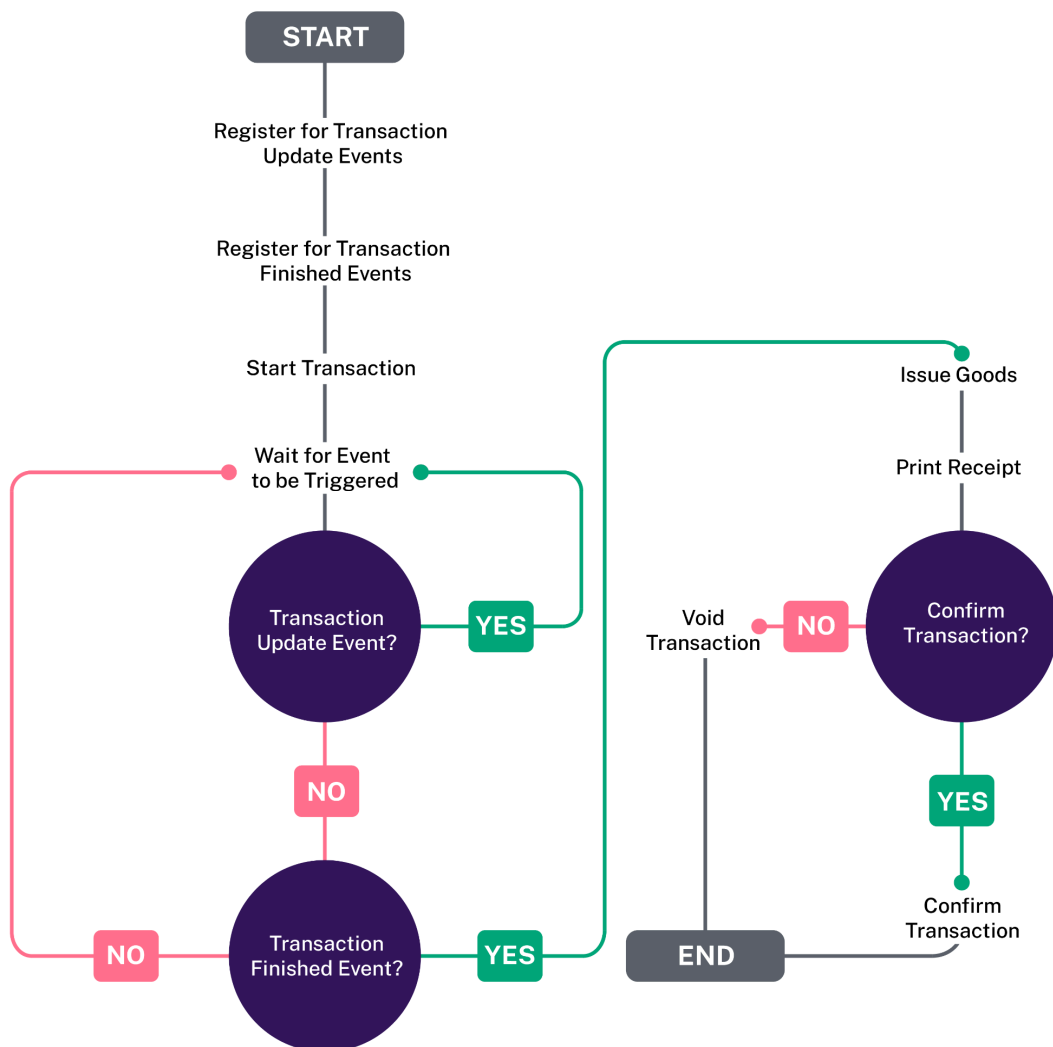 START
Register for Transaction
Update Events
Register for Transaction
Finished Events
Start Transaction
Wait for Event
to be Triggered
Transaction
Update Event?
YES
NO
Transaction
Finished Event?
NO
YES
Issue Goods
Print Receipt
Confirm
Transaction?
NO
Void
Transaction
YES
Confirm
Transaction
END